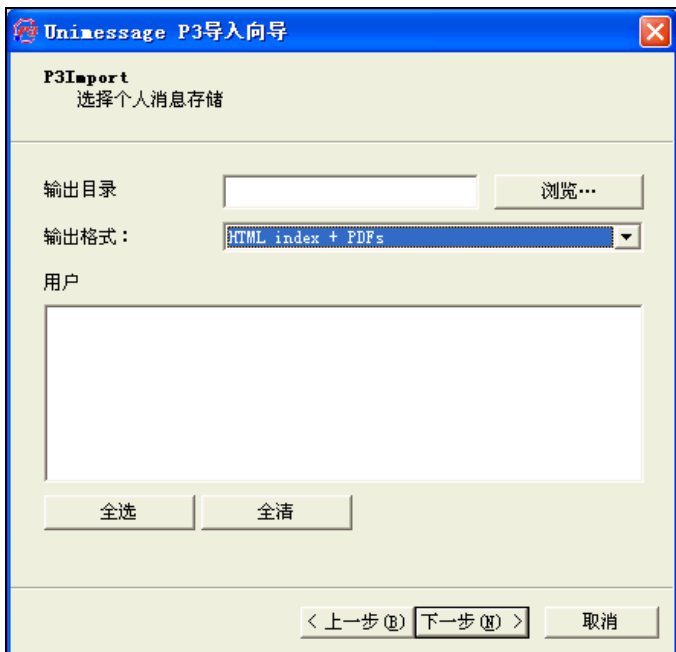 Unimessage P3导入向导
P3Import
选择个人消息存储
输出目录
浏览…
输出格式：
HTML index + PDFs
用户
全选
全清
< 上一步(B)
下一步(N) >
取消